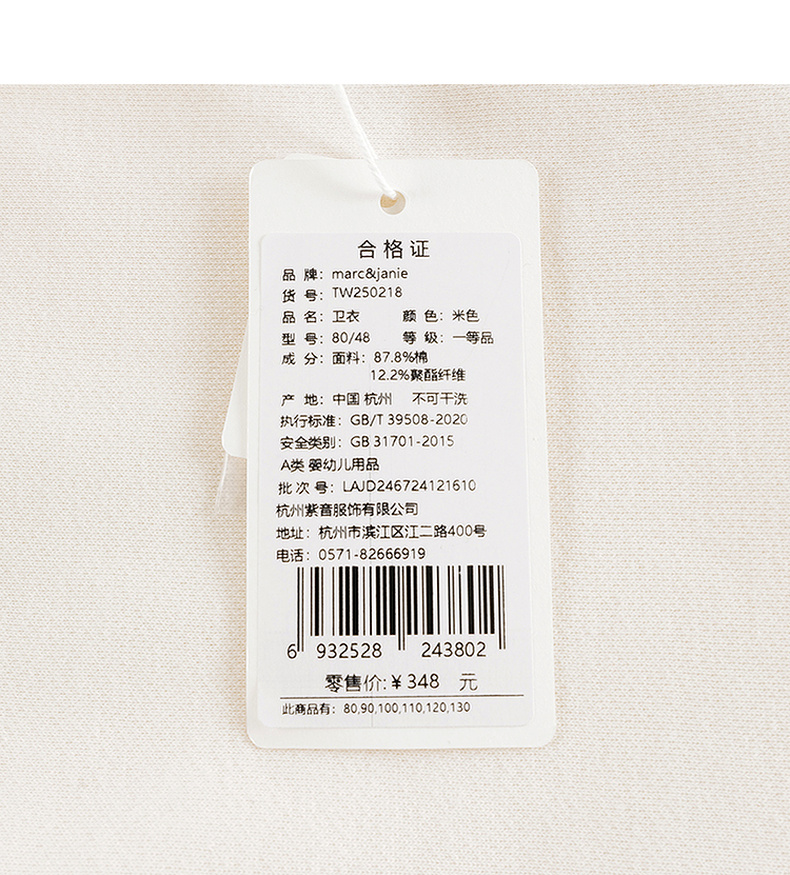 合格证
品 牌：marc&janie
货 号：TW250218
品 名：卫衣 颜 色：米色
型 号：80/48 等 级：一等品
成 分：面料：87.8%棉
12.2%聚酯纤维
产 地：中国 杭州 不可干洗
执行标准：GB/T 39508-2020
安全类别：GB 31701-2015
A类 婴幼儿用品
批 次 号：LAJD246724121610
杭州紫音服饰有限公司
地址：杭州市滨江区江二路400号
电话：0571-82666919
6 932528 243802
零售价:￥348 元
此商品有：80,90,100,110,120,130